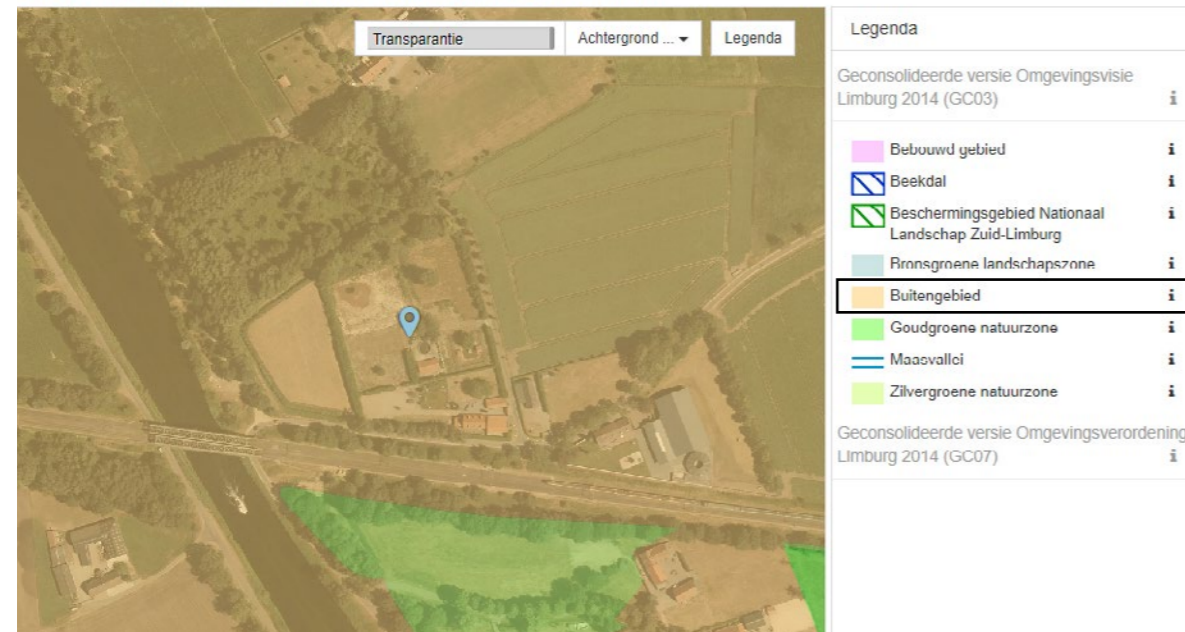 Transparantie
Achtergrond ...
Legenda
Legenda
Geconsolideerde versie Omgevingsvisie
Limburg 2014 (GC03)
i
Bebouwd gebied
i
Beekdal
i
Beschermingsgebied Nationaal
i
Landschap Zuid-Limburg
Bronsgroene landschapszone
i
Buitengebied
i
Goudgroene natuurzone
i
Maasvallei
i
Zilvergroene natuurzone
i
Geconsolideerde versie Omgevingsverordening
Limburg 2014 (GC07)
i